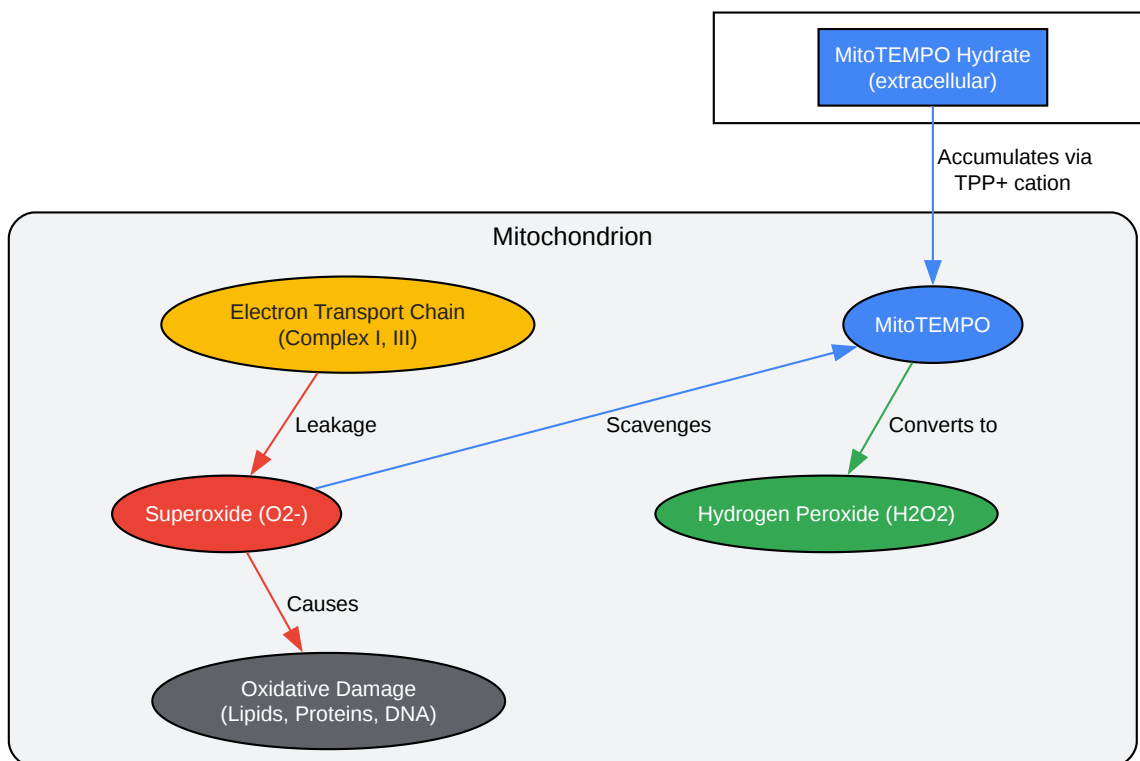 MitoTEMPO Hydrate
(extracellular)
Accumulates via
TPP+ cation
Mitochondrion
Electron Transport Chain
(Complex I, III)
MitoTEMPO
Leakage
Scavenges
Converts to
Superoxide (O2-)
Hydrogen Peroxide (H2O2)
Causes
Oxidative Damage
(Lipids, Proteins, DNA)